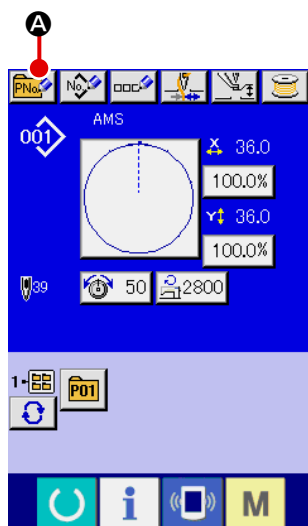 A
PNo. No.
001 AMS
X 36.0
100.0%
Y 36.0
100.0%
39 50 2800
1-
P01
i M